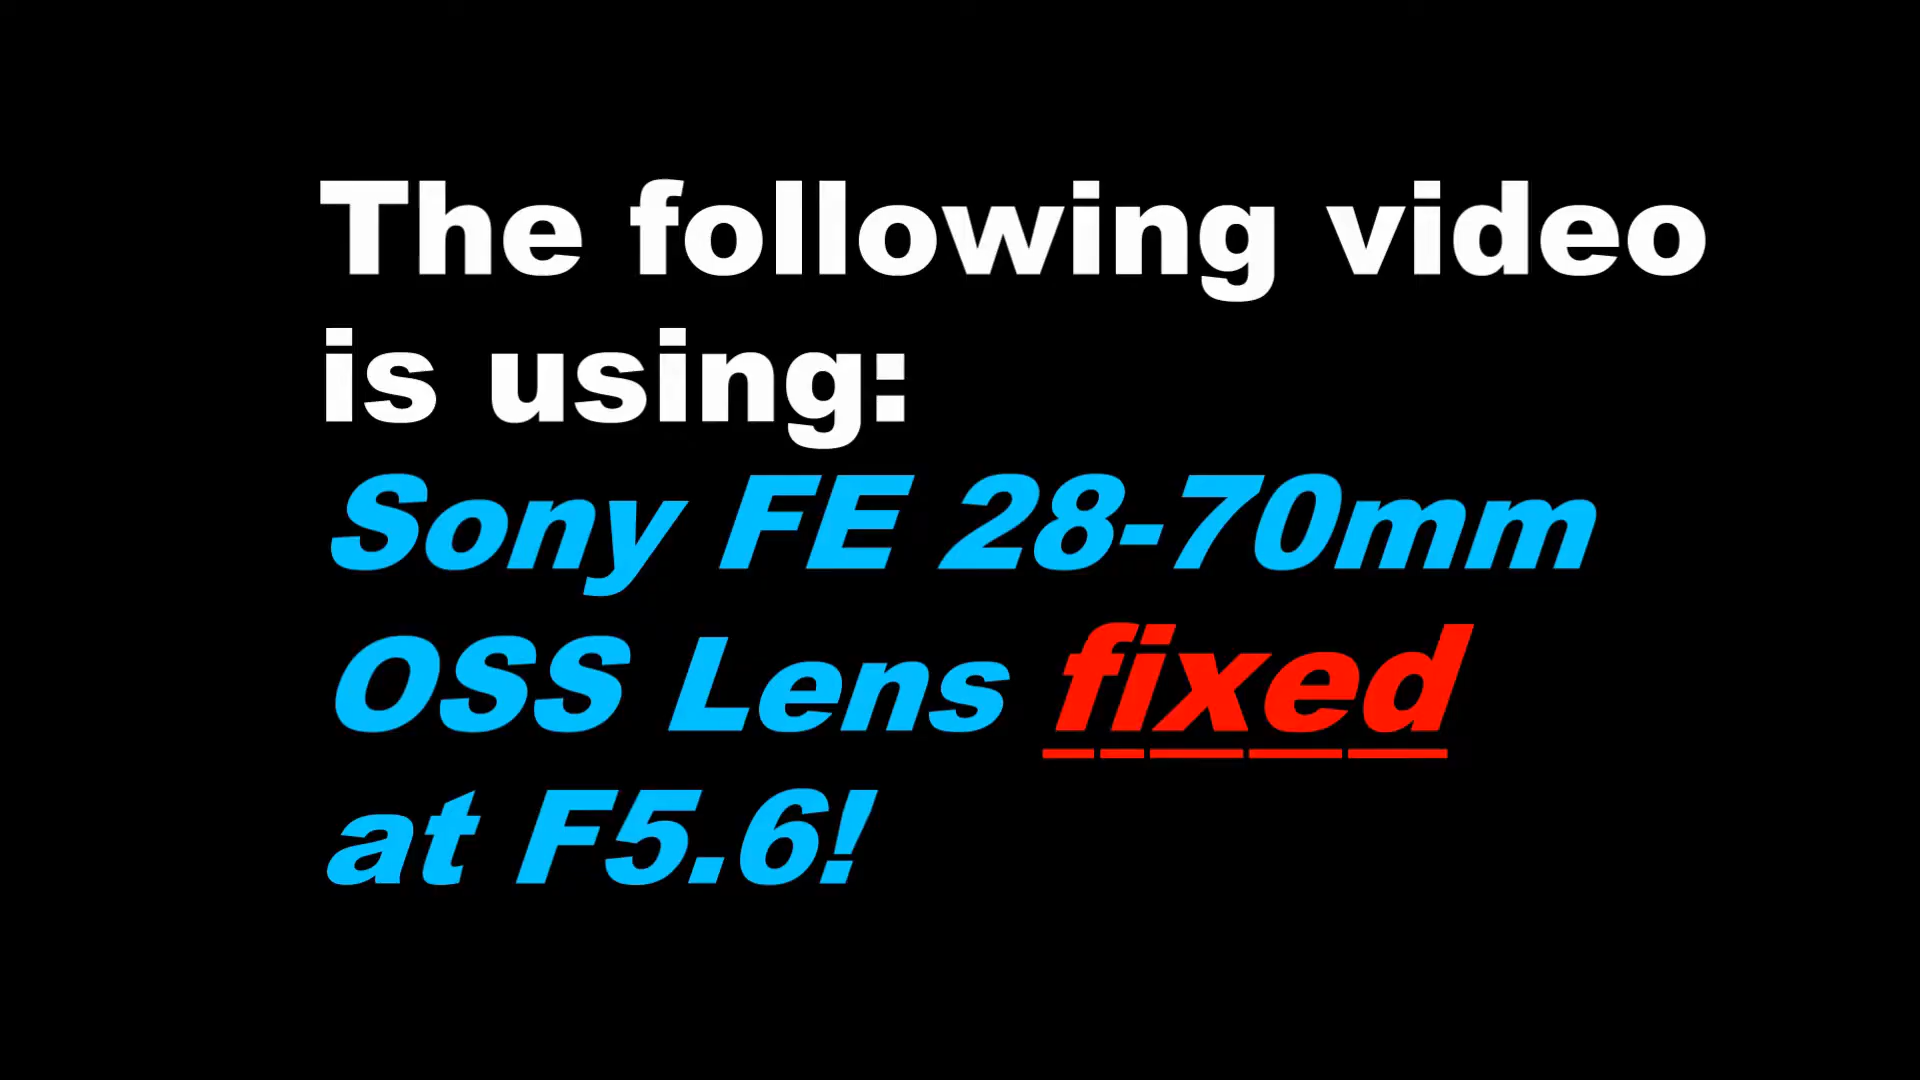 The following video
is using:
Sony FE 28-70mm
OSS Lens fixed
at F5.6!